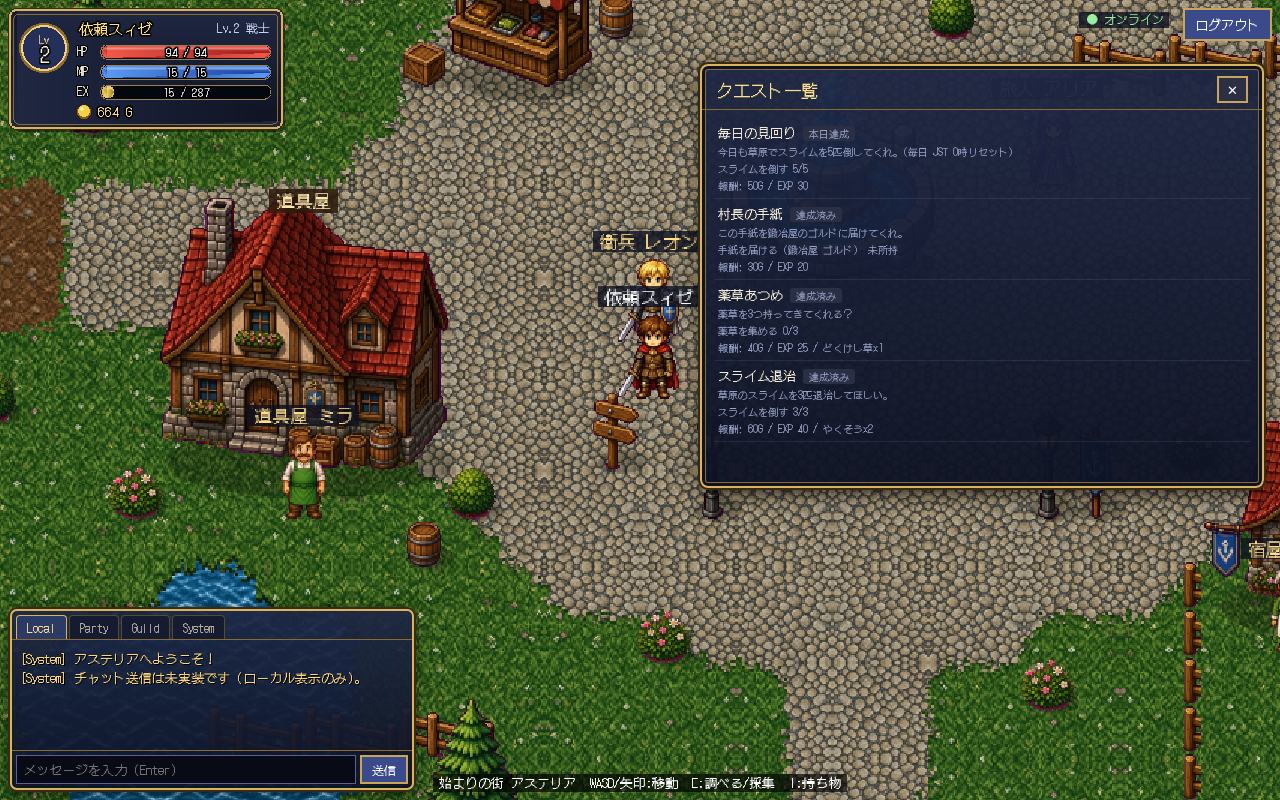 Lv
2
依頼スィゼ
Lv.2 戦士
HP
94 / 94
MP
15 / 15
EX
15 / 287
664 G
オンライン
ログアウト
クエスト一覧
×
毎日の見回り 本日達成
今日も草原でスライムを5匹倒してくれ。(毎日 JST 0時リセット)
スライムを倒す 5/5
報酬: 50G / EXP 30
村長の手紙 達成済み
この手紙を鍛冶屋のゴルドに届けてくれ。
手紙を届ける (鍛冶屋 ゴルド) 未所持
報酬: 30G / EXP 20
薬草あつめ 達成済み
薬草を3つ持ってきてくれる?
薬草を集める 0/3
報酬: 40G / EXP 25 / どくけし草x1
スライム退治 達成済み
草原のスライムを3匹退治してほしい。
スライムを倒す 3/3
報酬: 60G / EXP 40 / やくそうx2
道具屋
衛兵 レオン
依頼スィゼ
道具屋 ミラ
宿屋
Local
Party
Guild
System
[System] アステリアへようこそ!
[System] チャット送信は未実装です (ローカル表示のみ)。
メッセージを入力 (Enter)
送信
始まりの街 アステリア WASD/矢印:移動 E:調べる/採集 I:持ち物